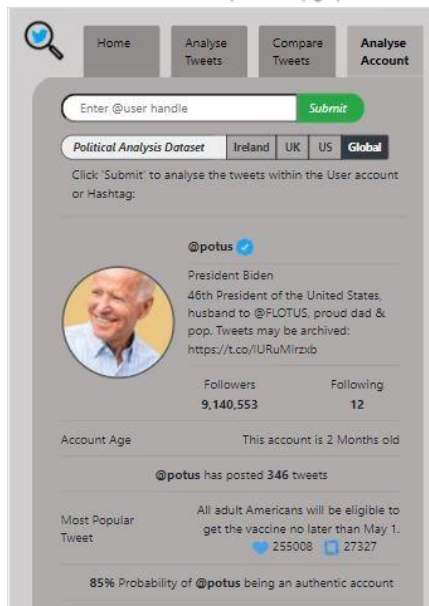 Home
Analyse Tweets
Compare Tweets
Analyse Account
Enter @user handle
Submit
Political Analysis Dataset
Ireland
UK
US
Global
Click 'Submit' to analyse the tweets within the User account
or Hashtag:
@potus
President Biden
46th President of the United States,
husband to @FLOTUS, proud dad &
pop. Tweets may be archived:
https://t.co/IURuMIrzxb
Followers
Following
9,140,553
12
Account Age
This account is 2 Months old
@potus has posted 346 tweets
Most Popular
Tweet
All adult Americans will be eligible to
get the vaccine no later than May 1.
255008
27327
85% Probability of @potus being an authentic account